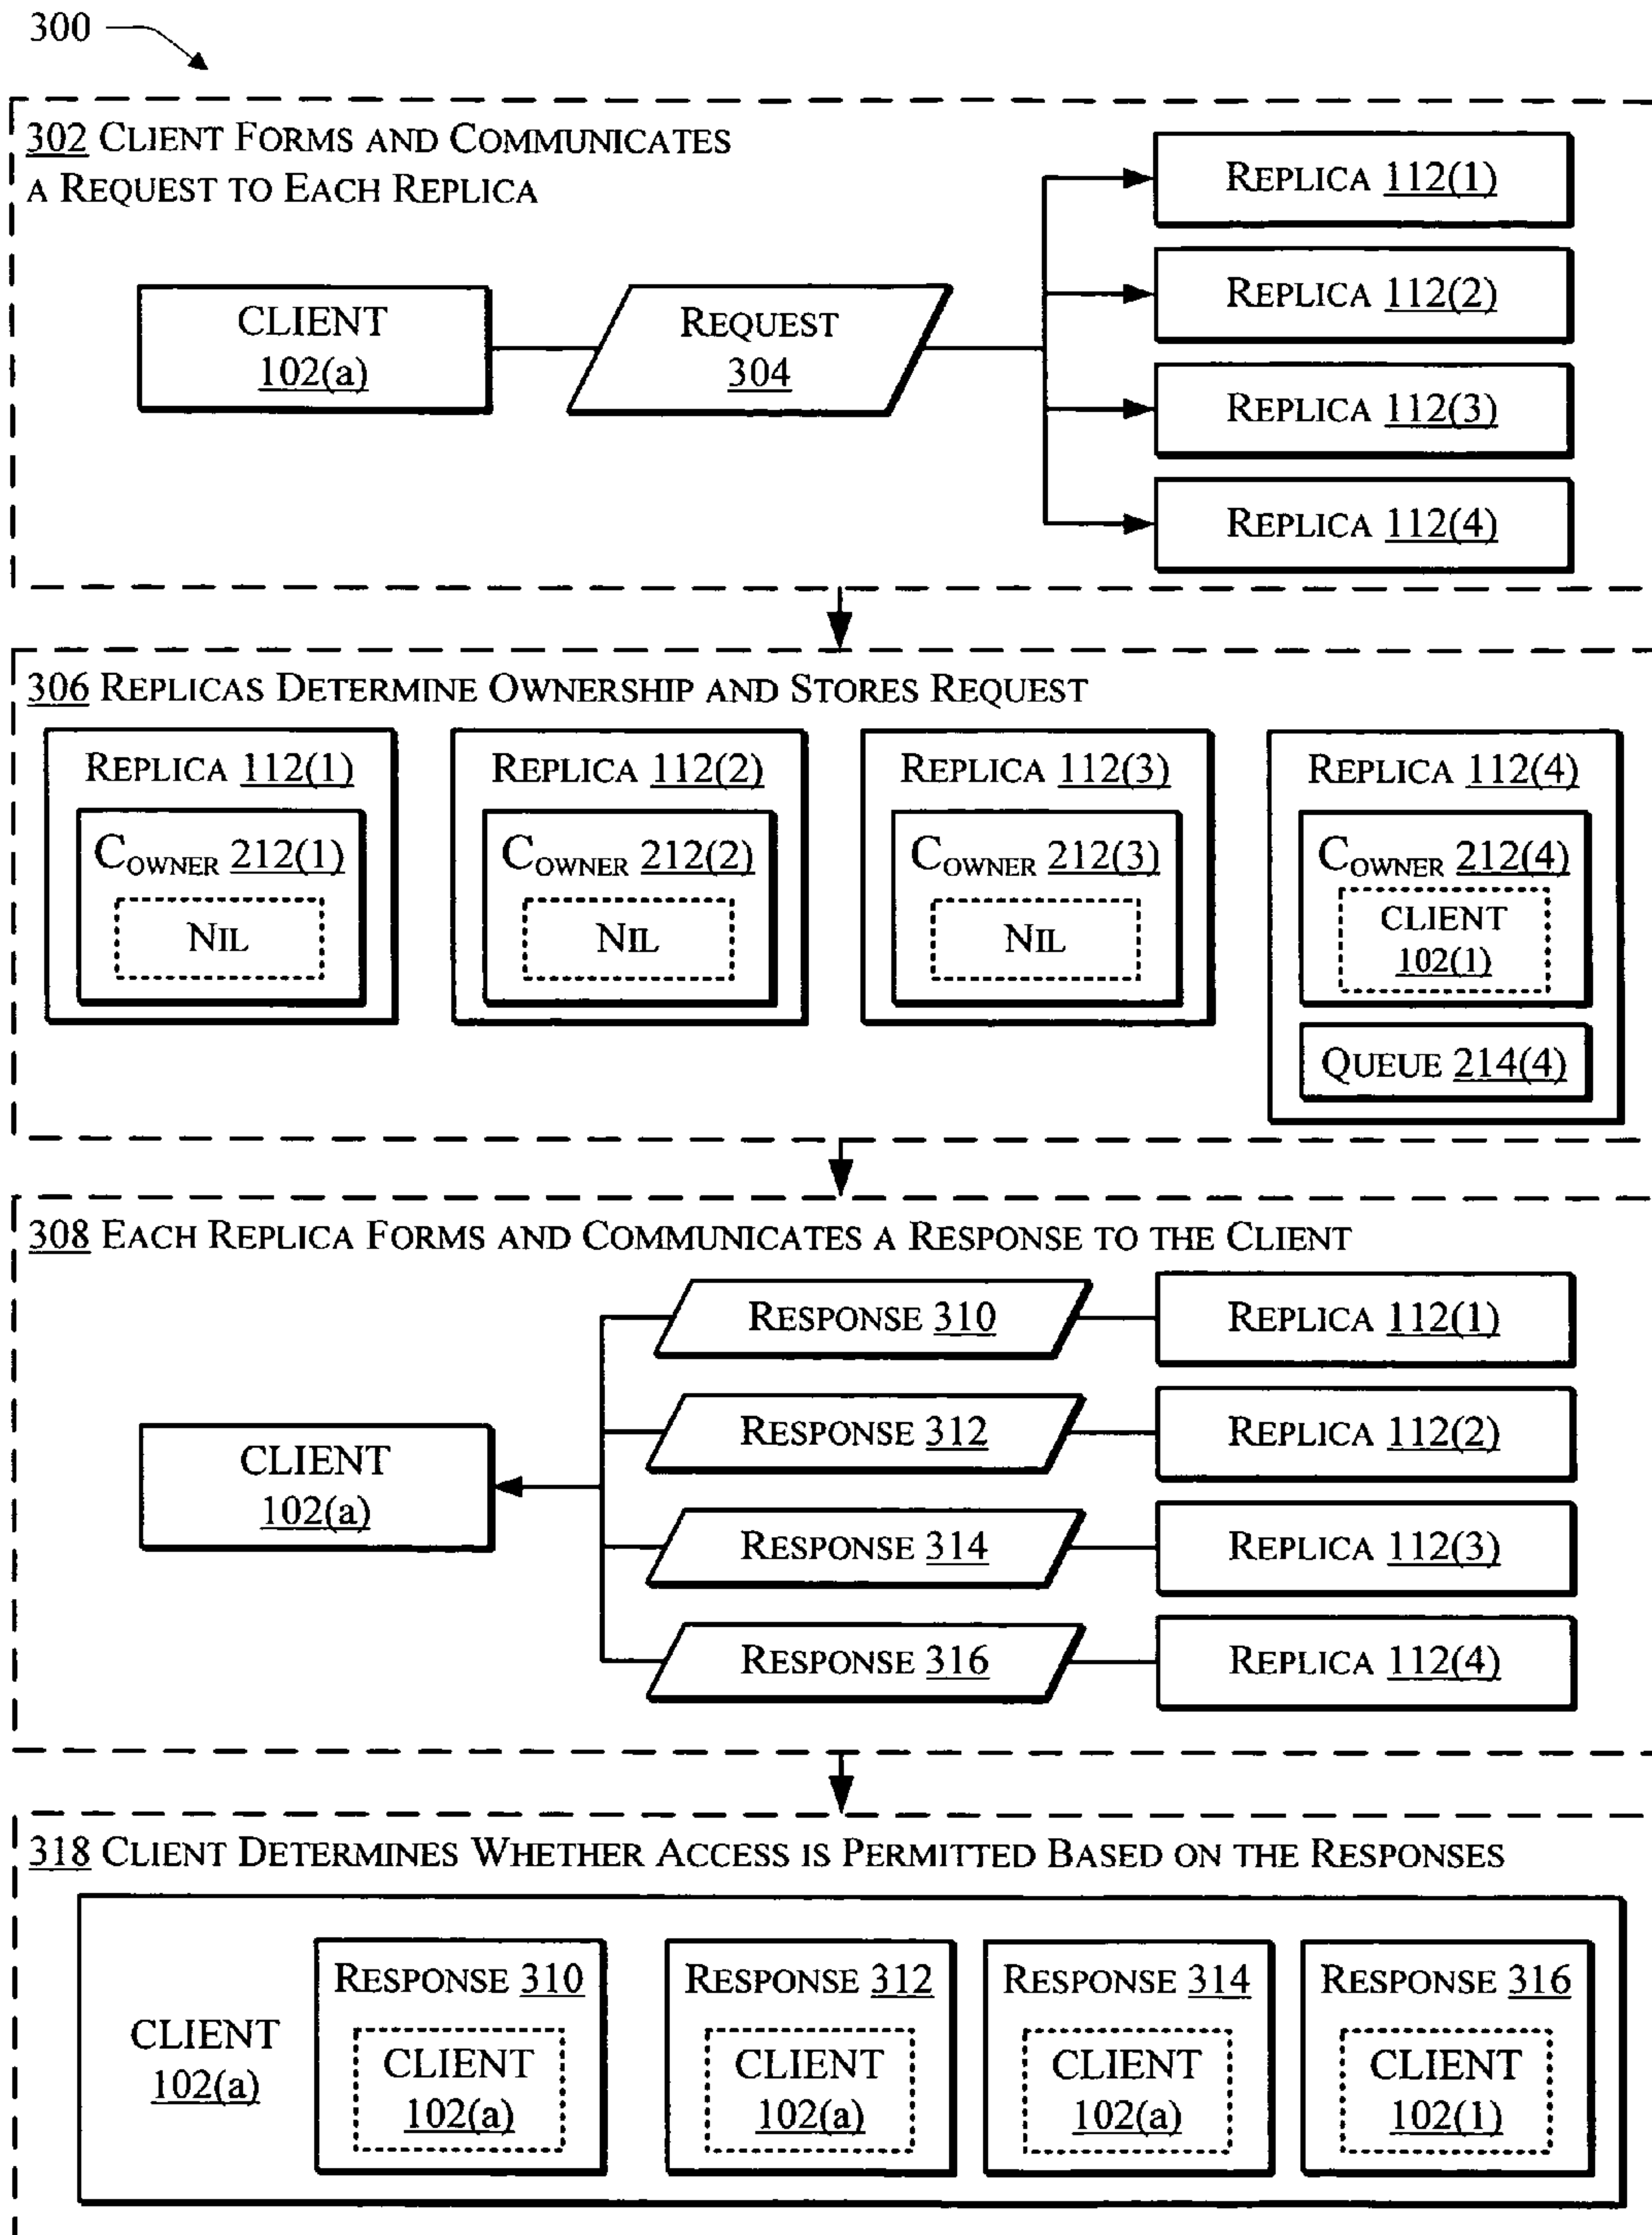 300
302 CLIENT FORMS AND COMMUNICATES
A REQUEST TO EACH REPLICA
CLIENT
102(a)
REQUEST
304
REPLICA 112(1)
REPLICA 112(2)
REPLICA 112(3)
REPLICA 112(4)
306 REPLICAS DETERMINE OWNERSHIP AND STORES REQUEST
REPLICA 112(1)
COWNER 212(1)
NIL
REPLICA 112(2)
COWNER 212(2)
NIL
REPLICA 112(3)
COWNER 212(3)
NIL
REPLICA 112(4)
COWNER 212(4)
CLIENT
102(1)
QUEUE 214(4)
308 EACH REPLICA FORMS AND COMMUNICATES A RESPONSE TO THE CLIENT
CLIENT
102(a)
RESPONSE 310
REPLICA 112(1)
RESPONSE 312
REPLICA 112(2)
RESPONSE 314
REPLICA 112(3)
RESPONSE 316
REPLICA 112(4)
318 CLIENT DETERMINES WHETHER ACCESS IS PERMITTED BASED ON THE RESPONSES
CLIENT
102(a)
RESPONSE 310
CLIENT
102(a)
RESPONSE 312
CLIENT
102(a)
RESPONSE 314
CLIENT
102(a)
RESPONSE 316
CLIENT
102(1)